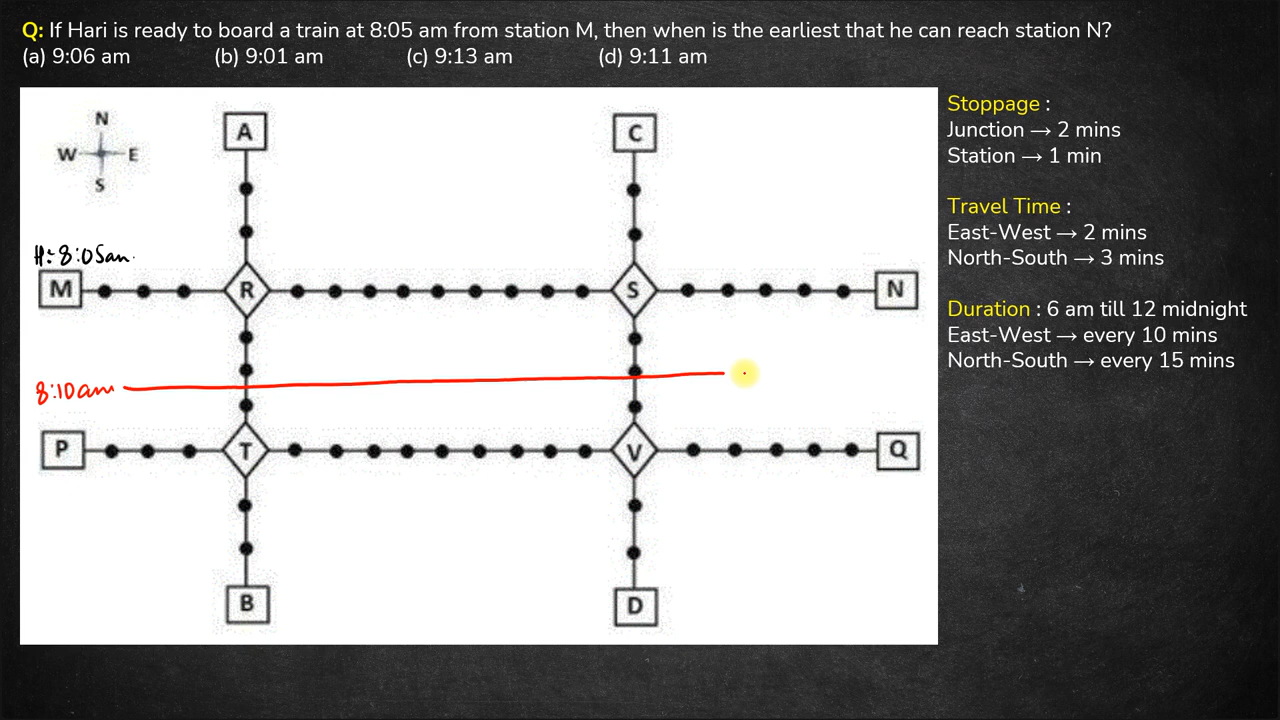 Q: If Hari is ready to board a train at 8:05 am from station M, then when is the earliest that he can reach station N?
(a) 9:06 am (b) 9:01 am (c) 9:13 am (d) 9:11 am
Stoppage :
Junction → 2 mins
Station → 1 min
Travel Time :
East-West → 2 mins
North-South → 3 mins
Duration : 6 am till 12 midnight
East-West → every 10 mins
North-South → every 15 mins
N
W E
S
A C
H: 8:05am.
M R S N
8:10am
P T V Q
B D